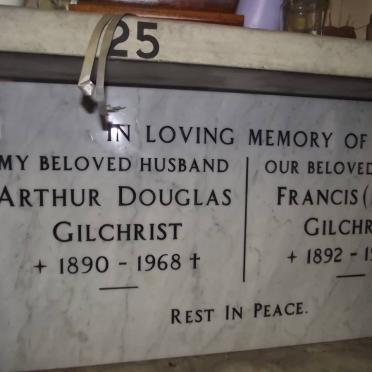 25
IN LOVING MEMORY OF
MY BELOVED HUSBAND
ARTHUR DOUGLAS
GILCHRIST
+ 1890 - 1968 †
OUR BELOVED
FRANCIS (
+ 1892 -
REST IN PEACE.